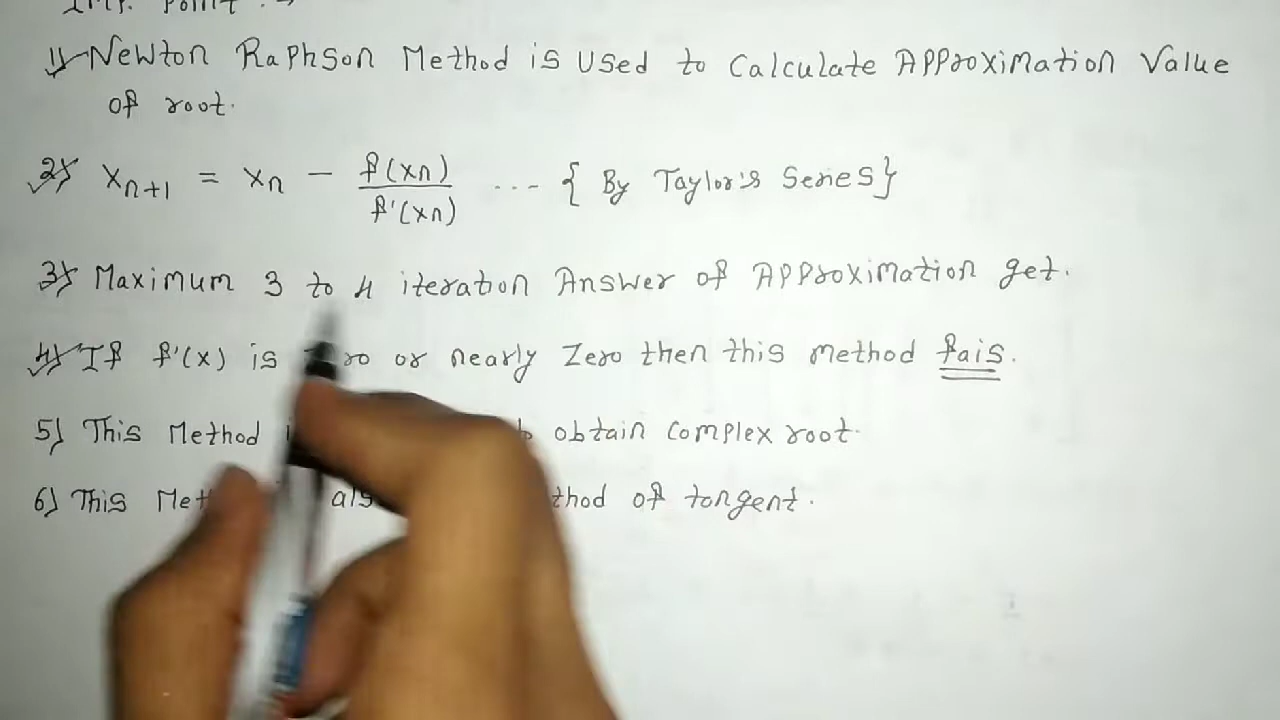 Imp. Point : →
1) Newton Raphson Method is Used to Calculate Approximation Value
of root.
2) Xn+1 = Xn - f(xn)/f'(xn) ... { By Taylor's Series}
3) Maximum 3 to 4 iteration Answer of Approximation get.
4) If f'(x) is Zero or nearly Zero then this method fais.
5) This Method obtain complex root.
6) This of tangent.